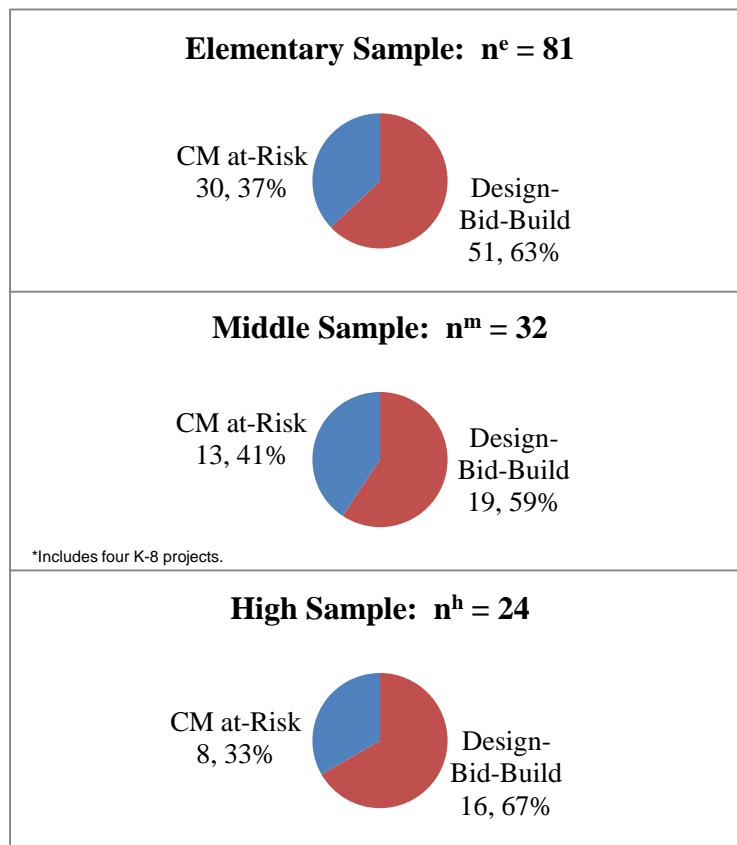 Elementary Sample: nᵉ = 81
CM at-Risk
30, 37%
Design-
Bid-Build
51, 63%
Middle Sample: nᵐ = 32
CM at-Risk
13, 41%
Design-
Bid-Build
19, 59%
*Includes four K-8 projects.
High Sample: nʰ = 24
CM at-Risk
8, 33%
Design-
Bid-Build
16, 67%